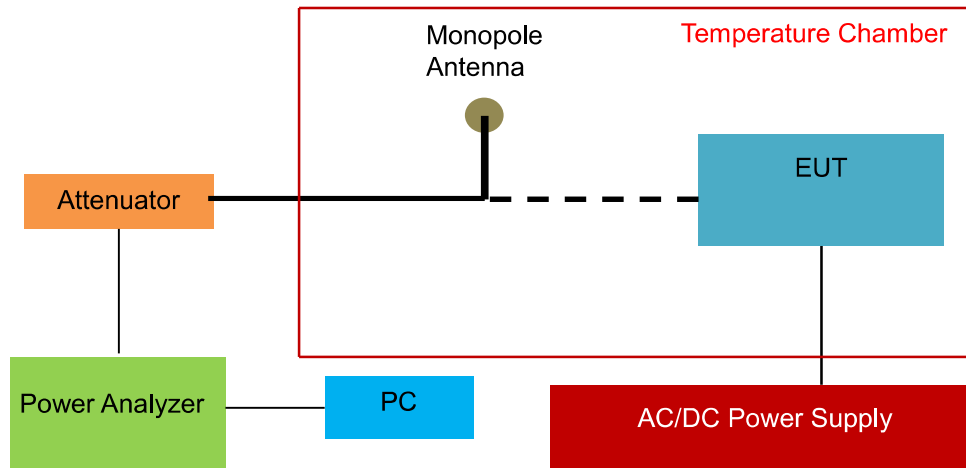 Temperature Chamber
Monopole
Antenna
EUT
Attenuator
Power Analyzer
PC
AC/DC Power Supply